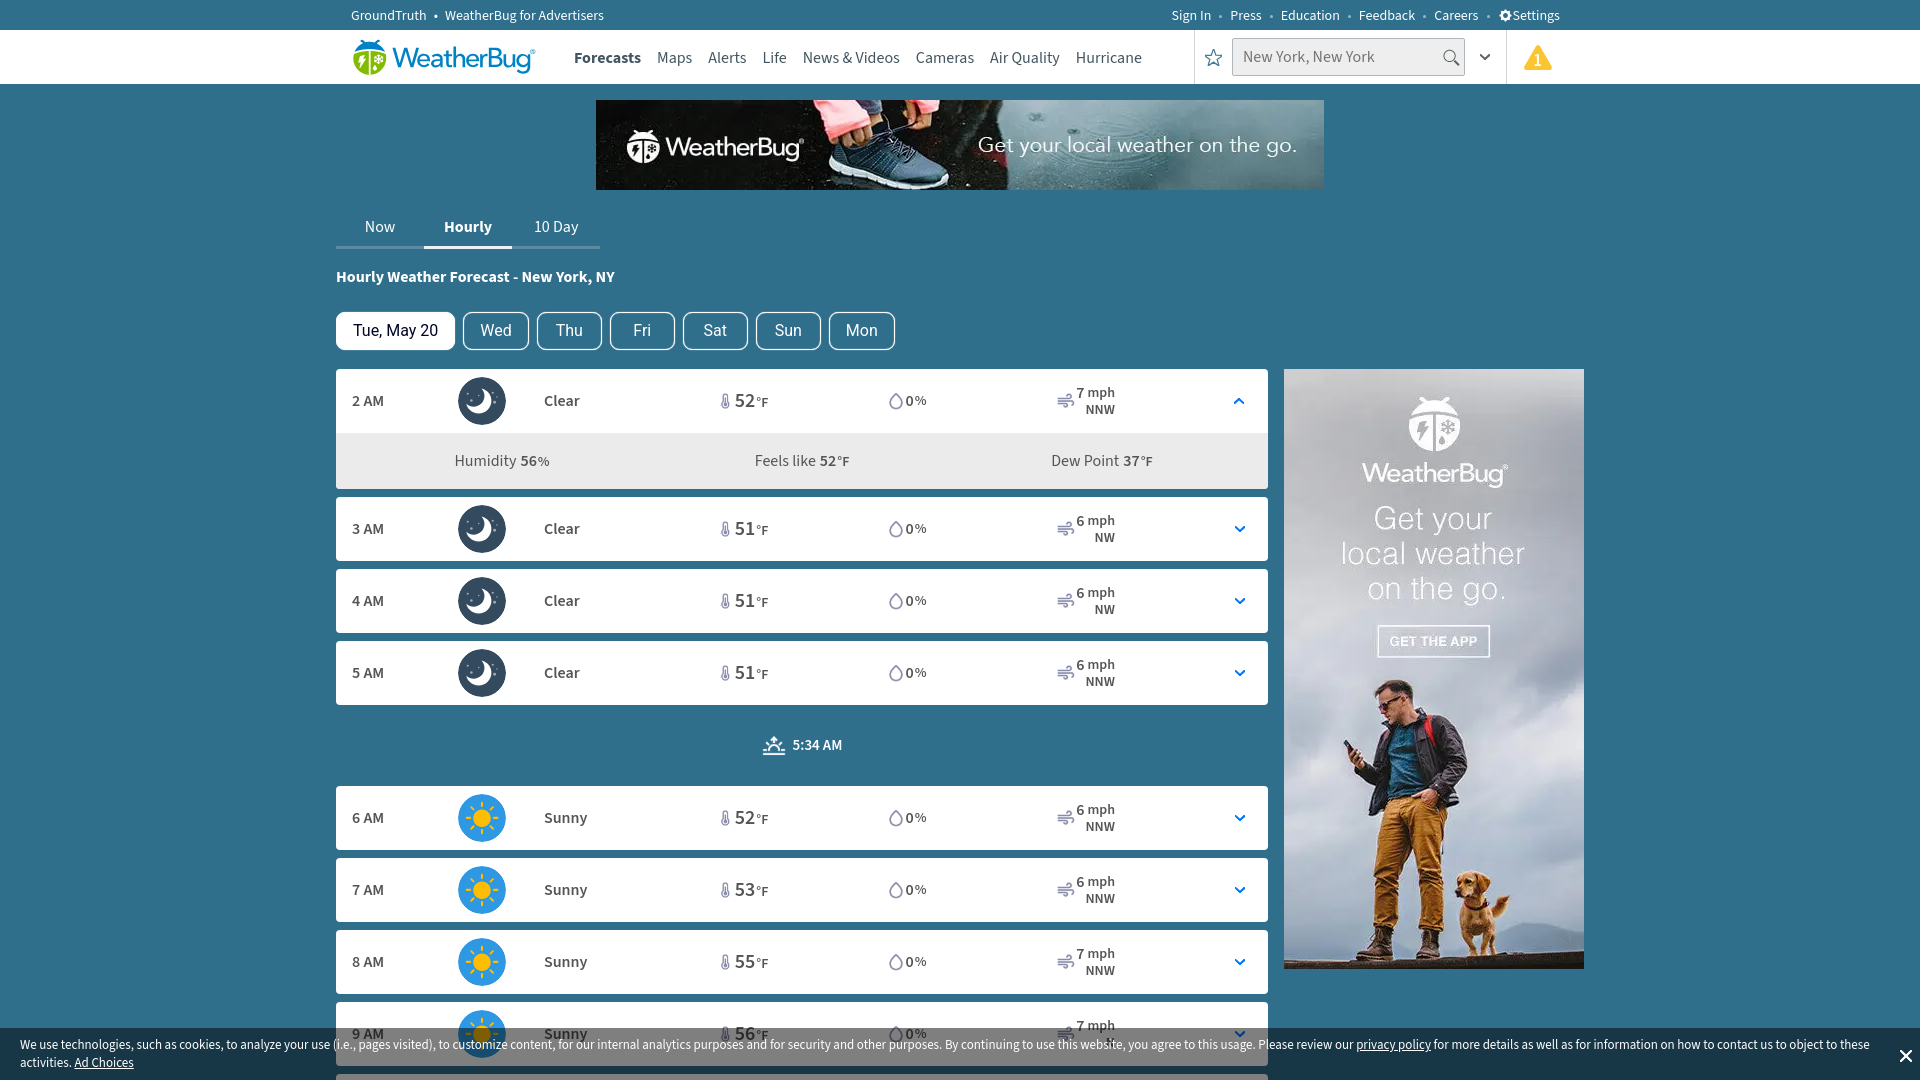 GroundTruth • WeatherBug for Advertisers
Sign In • Press • Education • Feedback • Careers • Settings
WeatherBug®
Forecasts Maps Alerts Life News & Videos Cameras Air Quality Hurricane
New York, New York
1
WeatherBug®
Get your local weather on the go.
Now Hourly 10 Day
Hourly Weather Forecast - New York, NY
Tue, May 20 Wed Thu Fri Sat Sun Mon
2 AM Clear 52°F 0% 7 mph
NNW
Humidity 56% Feels like 52°F Dew Point 37°F
3 AM Clear 51°F 0% 6 mph
NW
4 AM Clear 51°F 0% 6 mph
NW
5 AM Clear 51°F 0% 6 mph
NNW
5:34 AM
6 AM Sunny 52°F 0% 6 mph
NNW
7 AM Sunny 53°F 0% 6 mph
NNW
8 AM Sunny 55°F 0% 7 mph
NNW
9 AM Sunny 56°F 0% 7 mph
WeatherBug®
Get your
local weather
on the go.
GET THE APP
We use technologies, such as cookies, to analyze your use (i.e., pages visited), to customize content, for our internal analytics purposes and for security and other purposes. By continuing to use this website, you agree to this usage. Please review our privacy policy for more details as well as for information on how to contact us to object to these
activities. Ad Choices